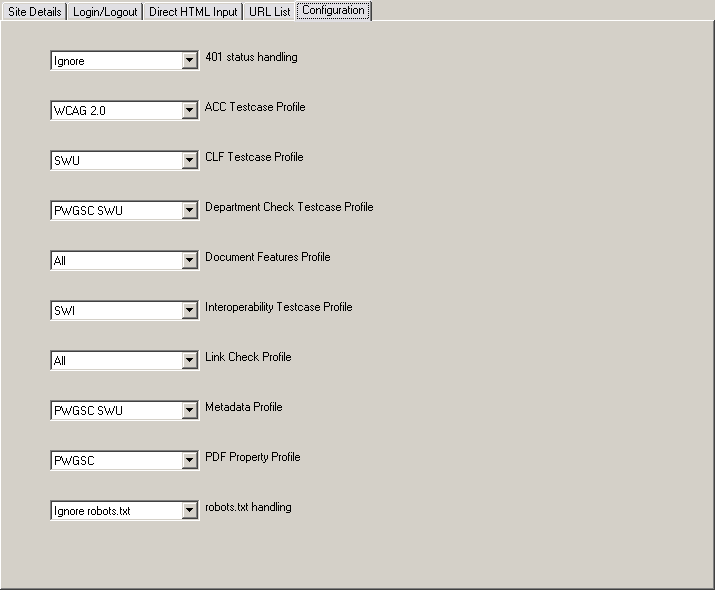 Site Details Login/Logout Direct HTML Input URL List Configuration
Ignore 401 status handling
WCAG 2.0 ACC Testcase Profile
SWU CLF Testcase Profile
PWGSC SWU Department Check Testcase Profile
All Document Features Profile
SWI Interoperability Testcase Profile
All Link Check Profile
PWGSC SWU Metadata Profile
PWGSC PDF Property Profile
Ignore robots.txt robots.txt handling